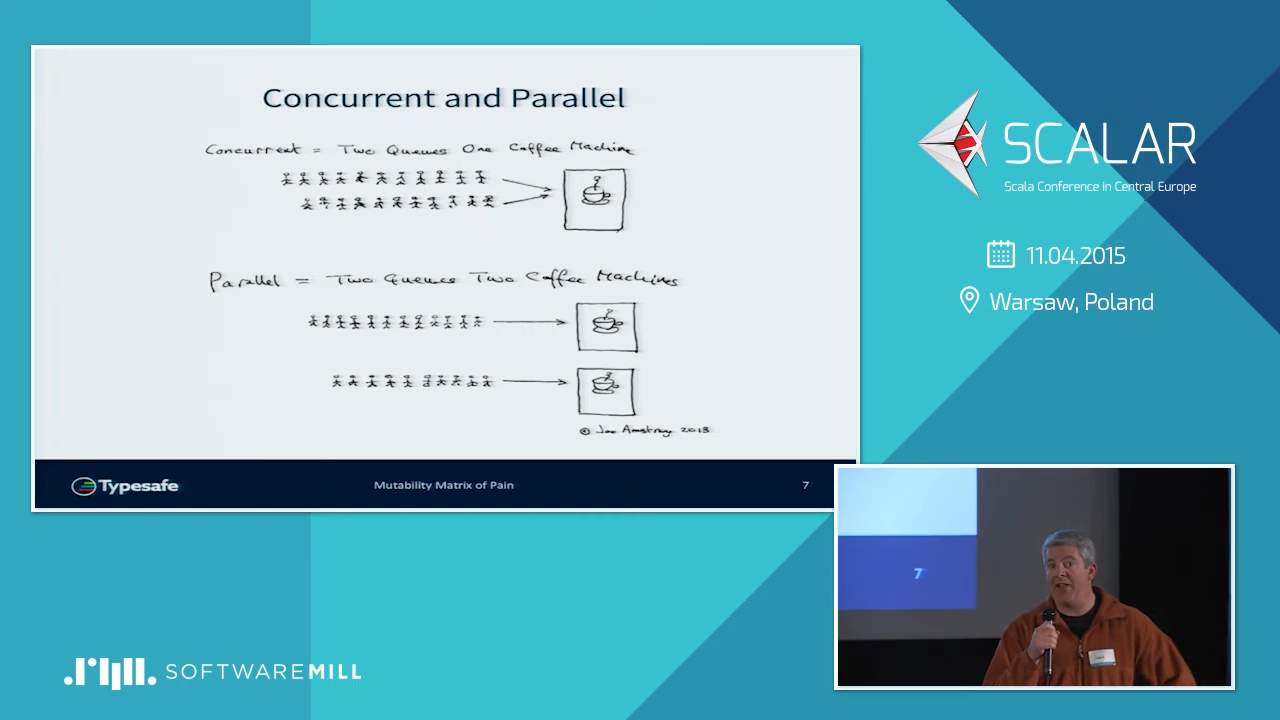 Concurrent and Parallel
Concurrent = Two Queues One Coffee Machine
Parallel = Two Queues Two Coffee Machines
© Joe Armstrong 2013
Typesafe
Mutability Matrix of Pain
7
SCALAR
Scala Conference in Central Europe
11.04.2015
Warsaw, Poland
7
SOFTWAREMILL